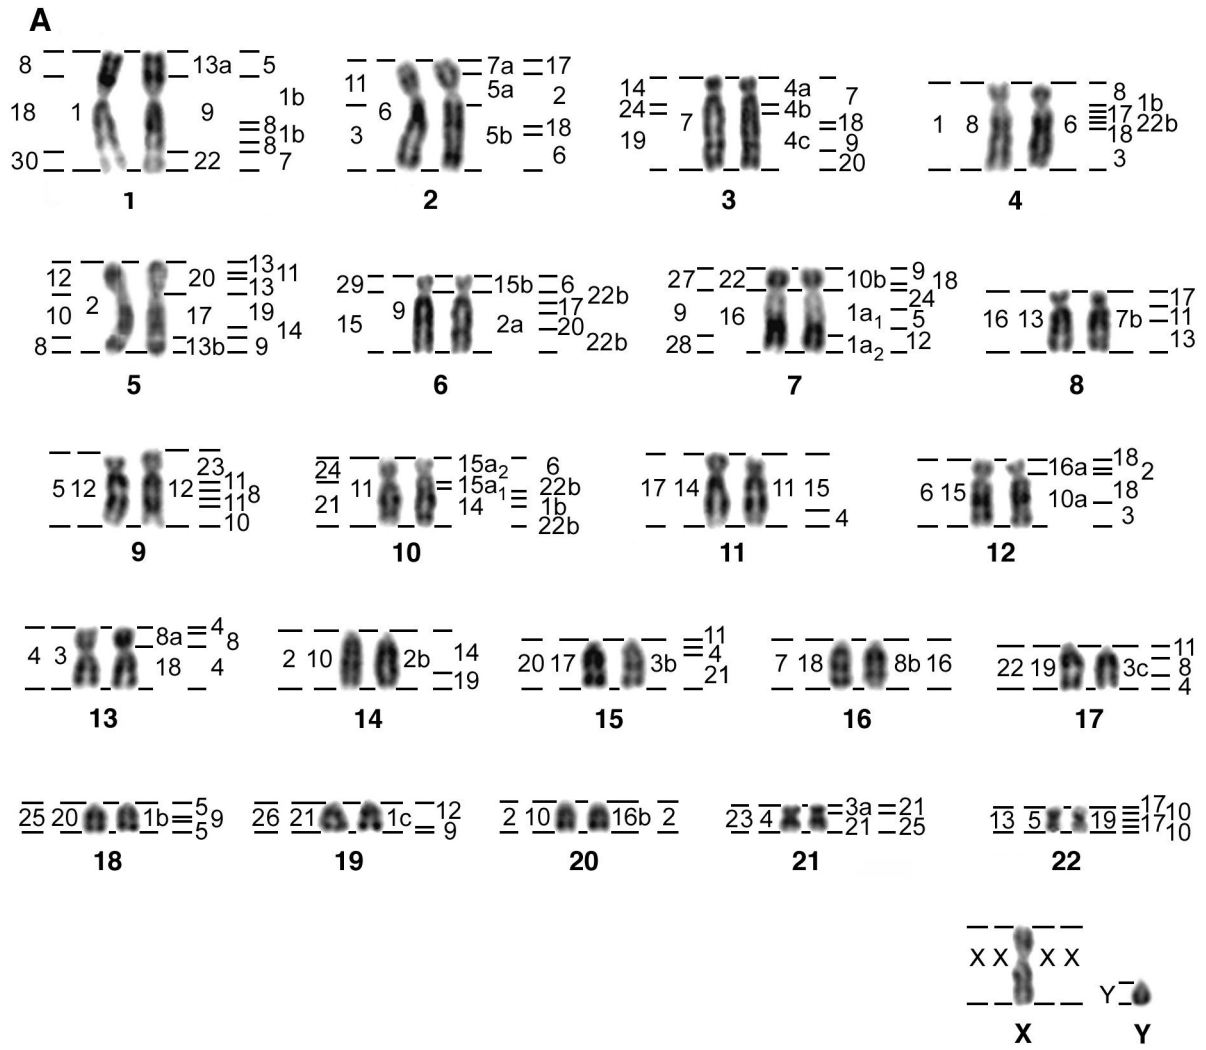 A
8 13a 5
18 1 9 1b
8
1b
8
30 22 7
1
11 6 7a 17
5a 2
3 5b 18
6
2
14 7 4a 7
24 4b 18
19 4c 9
20
3
1 8 6 8
1b
17
22b
18
3
4
12 2 20 13
11
13
10 17 19
14
8 13b 9
5
29 9 15b 6
22b
17
15 2a 20
22b
6
27 22 10b 9
18
24
9 16 1a1 5
28 1a2 12
7
16 13 7b 17
11
13
8
5 12 12 23
11
8
11
10
9
24 11 15a2 6
15a1 22b
21 14 1b
22b
10
17 14 11 15
4
11
6 15 16a 18
2
10a 18
3
12
4 3 8a 4
8
18 4
13
2 10 2b 14
19
14
20 17 3b 11
4
21
15
7 18 8b 16
16
22 19 3c 11
8
4
17
25 20 1b 5
9
5
18
26 21 1c 12
9
19
2 10 16b 2
20
23 4 3a 21
21 25
21
13 5 19 17
10
17
10
22
X X X X
X
Y
Y